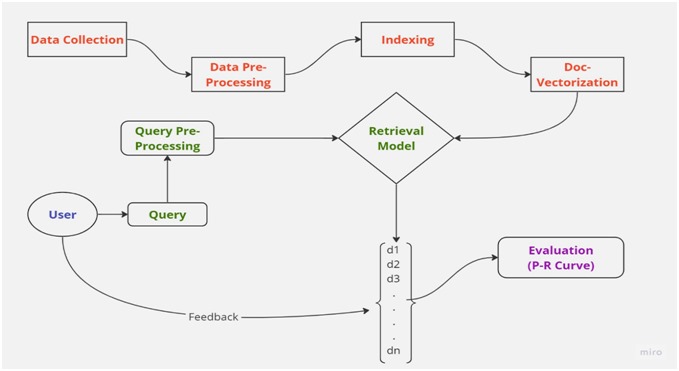 Data Collection
Data Pre-
Processing
Indexing
Doc-
Vectorization
Query Pre-
Processing
Retrieval
Model
User
Query
d1
d2
d3
.
.
.
.
dn
Evaluation
(P-R Curve)
Feedback
miro